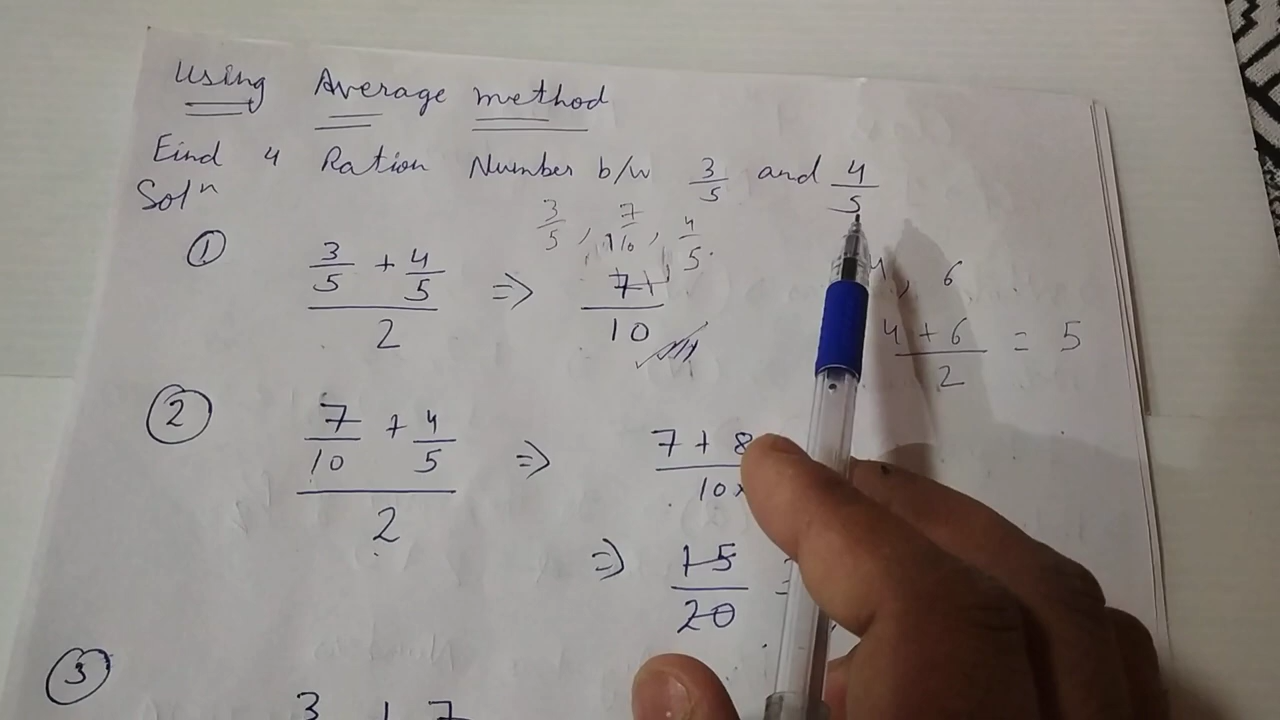 Using Average method
Find 4 Ration Number b/w 3/5 and 4/5
Solⁿ
3/5, 7/10, 4/5.
① (3/5 + 4/5)/2 ⇒ 7/10
, 6
(4 + 6)/2 = 5
② (7/10 + 4/5)/2 ⇒ 7 + 8
10×
⇒ 15/20 =
③ 3 7